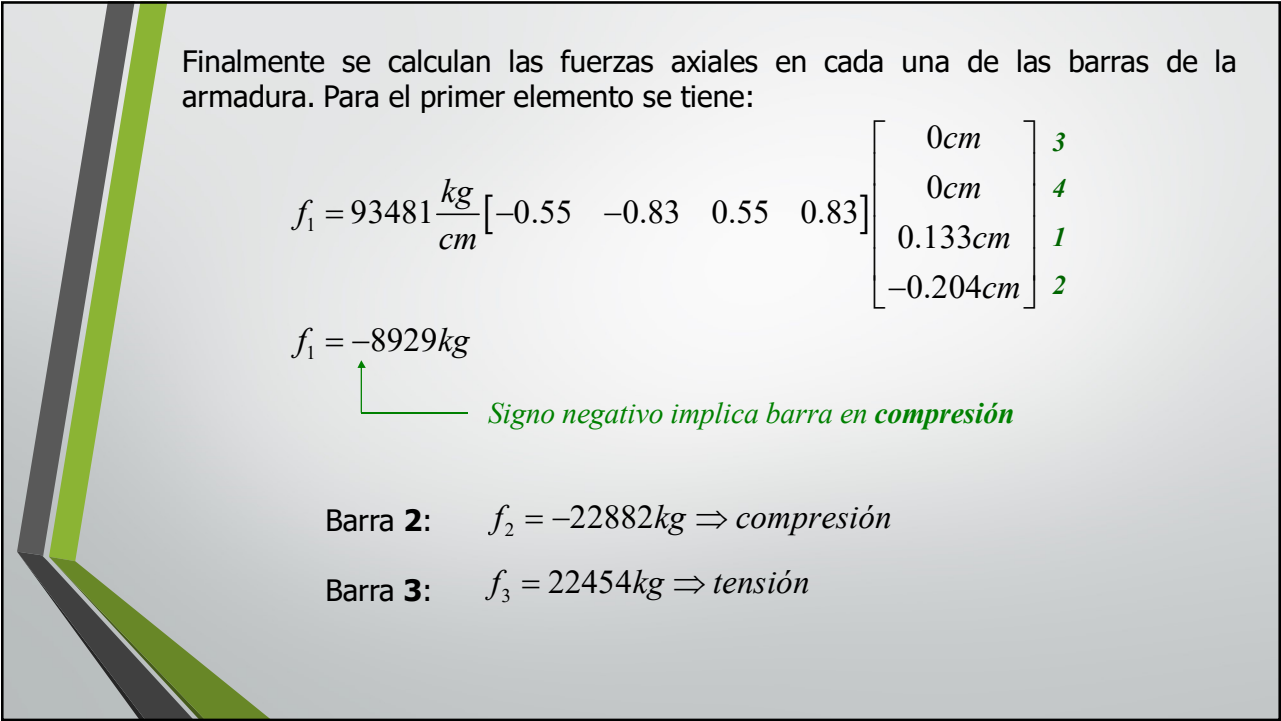 Finalmente se calculan las fuerzas axiales en cada una de las barras de la
armadura. Para el primer elemento se tiene:
0cm 3
0cm 4
f₁ = 93481 kg/cm [−0.55 −0.83 0.55 0.83]
0.133cm 1
−0.204cm 2
f₁ = −8929kg
Signo negativo implica barra en compresión
Barra 2: f₂ = −22882kg ⇒ compresión
Barra 3: f₃ = 22454kg ⇒ tensión